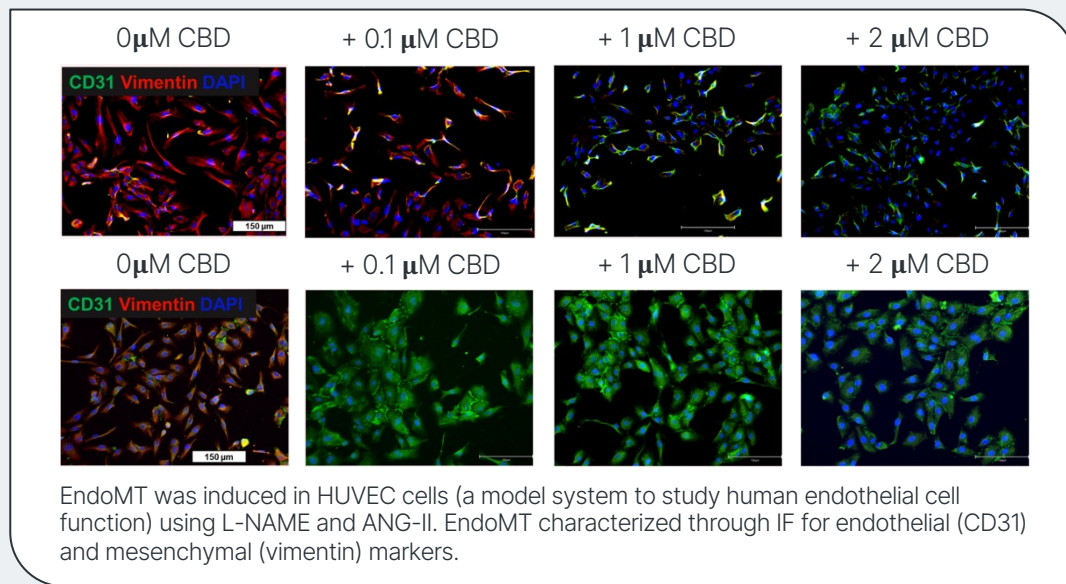 0μM CBD
+ 0.1 μM CBD
+ 1 μM CBD
+ 2 μM CBD
CD31 Vimentin DAPI
150 μm
0μM CBD
+ 0.1 μM CBD
+ 1 μM CBD
+ 2 μM CBD
CD31 Vimentin DAPI
150 μm
EndoMT was induced in HUVEC cells (a model system to study human endothelial cell
function) using L-NAME and ANG-II. EndoMT characterized through IF for endothelial (CD31)
and mesenchymal (vimentin) markers.